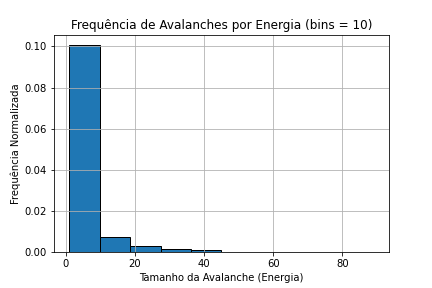 Frequência de Avalanches por Energia (bins = 10)
0.10
0.08
0.06
0.04
0.02
0.00
Frequência Normalizada
0 20 40 60 80
Tamanho da Avalanche (Energia)